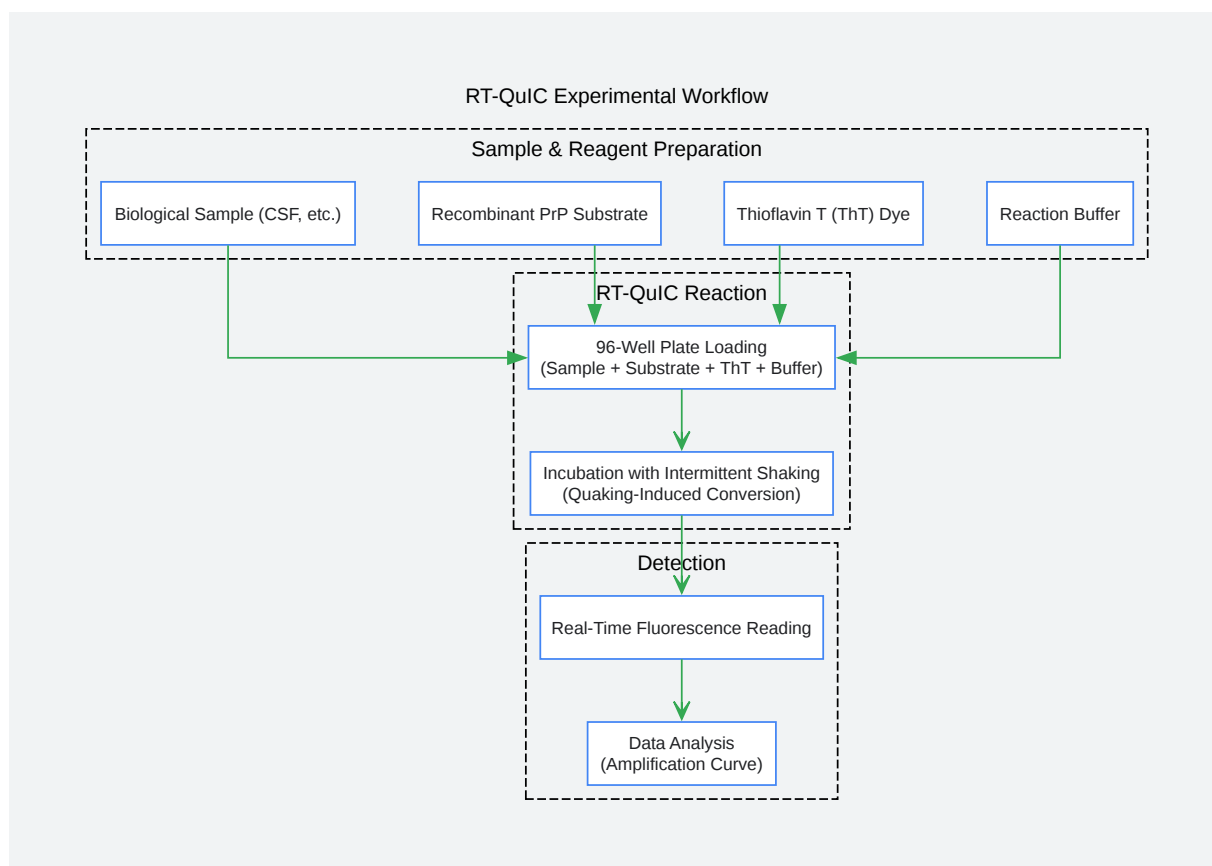 RT-QuIC Experimental Workflow
Sample & Reagent Preparation
Biological Sample (CSF, etc.)
Recombinant PrP Substrate
Thioflavin T (ThT) Dye
Reaction Buffer
RT-QuIC Reaction
96-Well Plate Loading
(Sample + Substrate + ThT + Buffer)
Incubation with Intermittent Shaking
(Quaking-Induced Conversion)
Detection
Real-Time Fluorescence Reading
Data Analysis
(Amplification Curve)